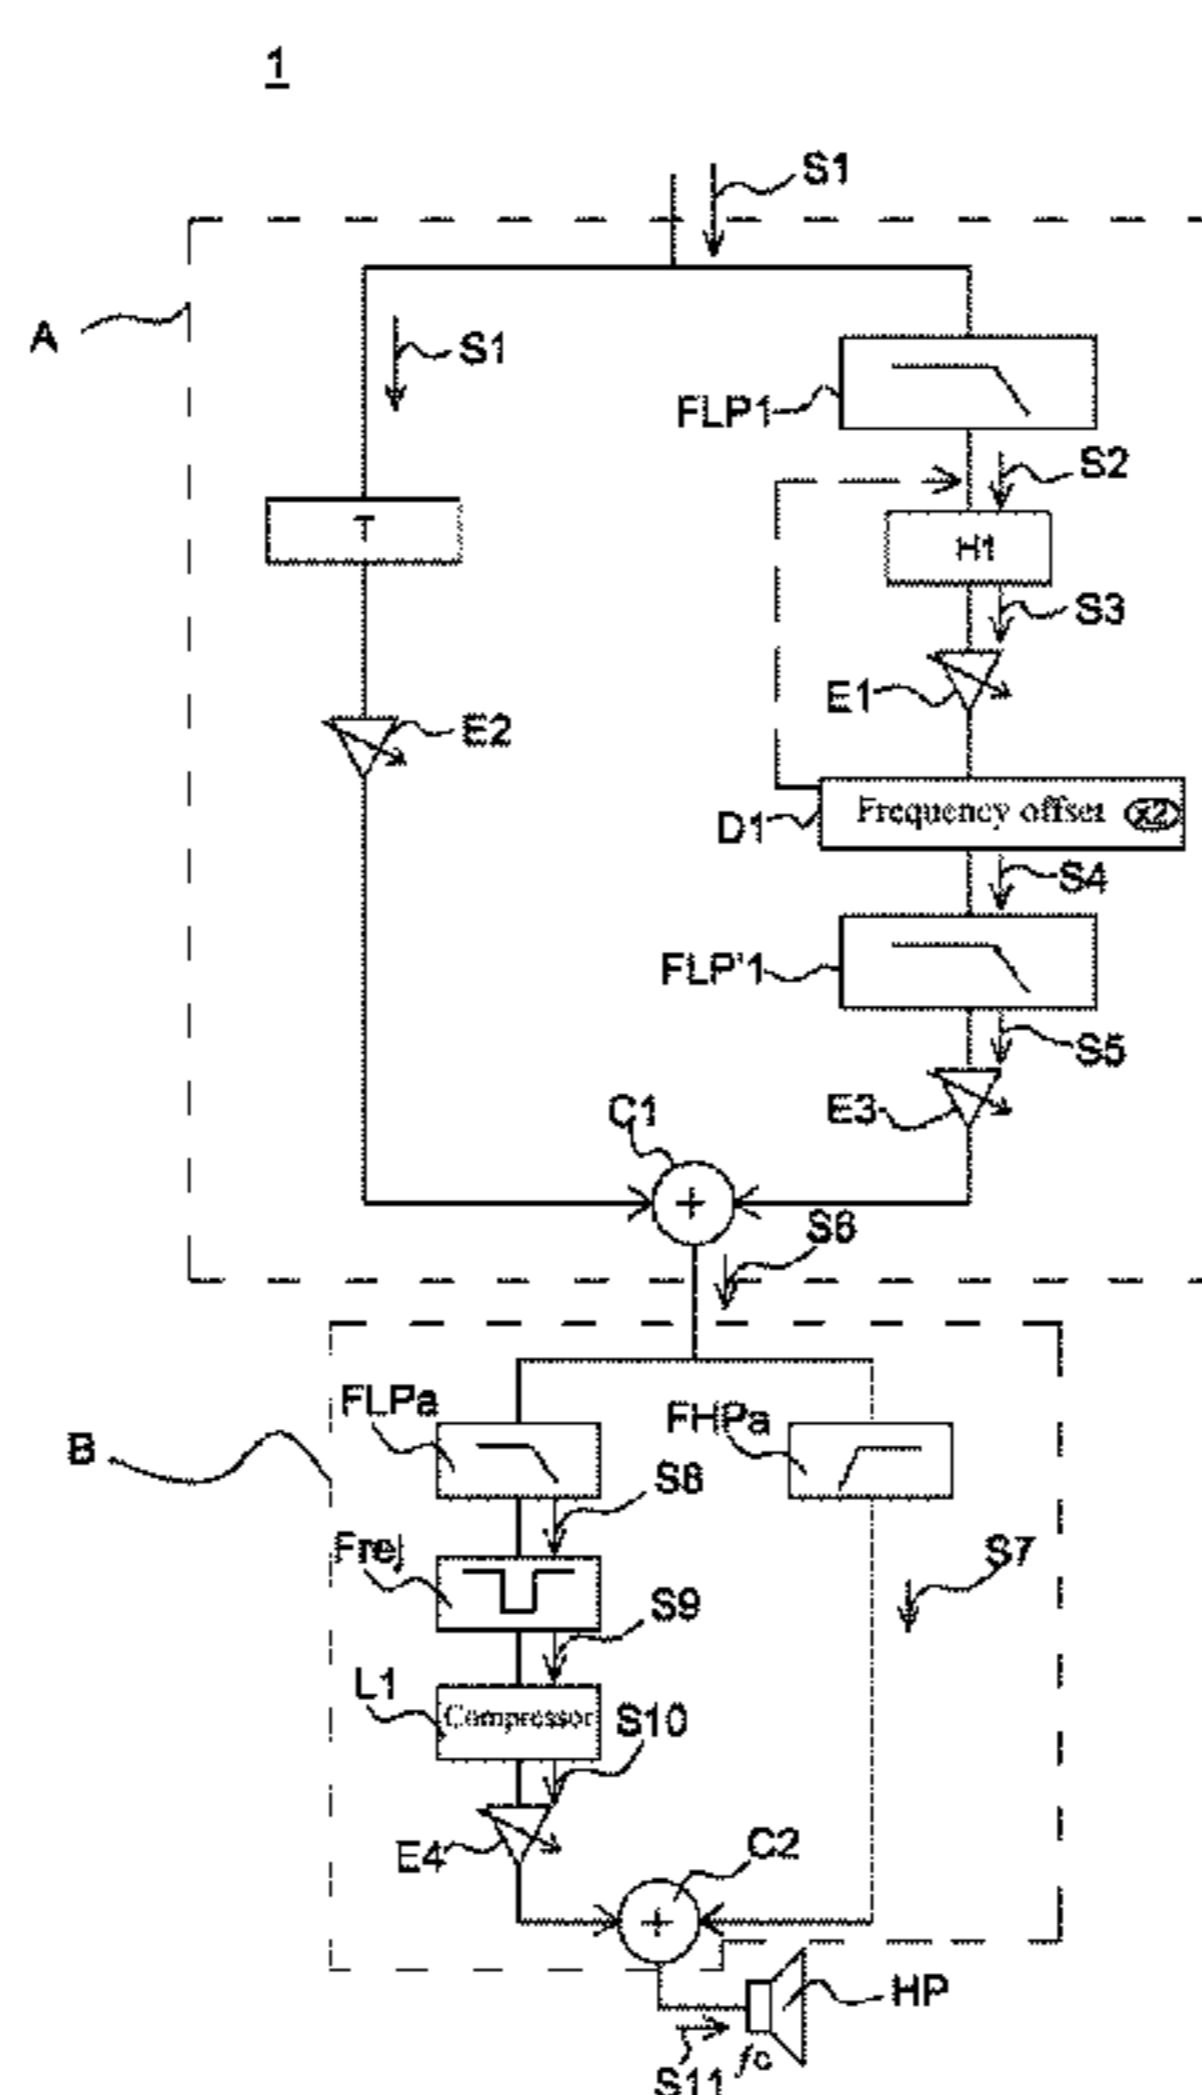 1
S1
A
S1
FLP1
S2
T
H1
S3
E1
E2
D1
Frequency offset x2
S4
FLP'1
S5
E3
C1
+
S6
FLPa
FHPa
B
S8
Frej
S7
S9
L1
Compressor
S10
E4
C2
+
HP
S11
fc